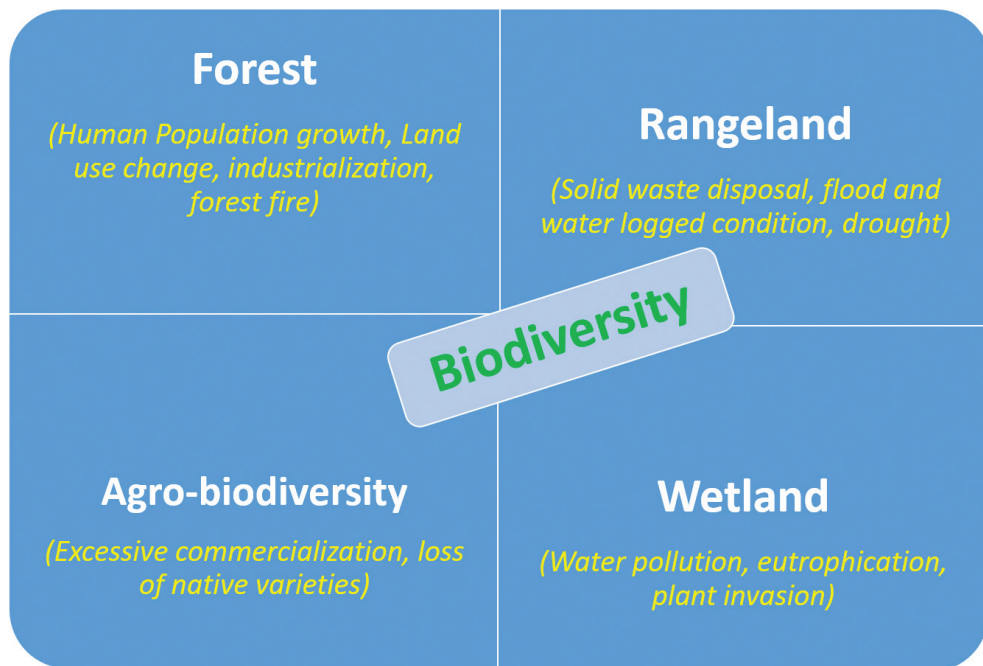 Forest
(Human Population growth, Land
use change, industrialization,
forest fire)
Rangeland
(Solid waste disposal, flood and
water logged condition, drought)
Biodiversity
Agro-biodiversity
(Excessive commercialization, loss
of native varieties)
Wetland
(Water pollution, eutrophication,
plant invasion)